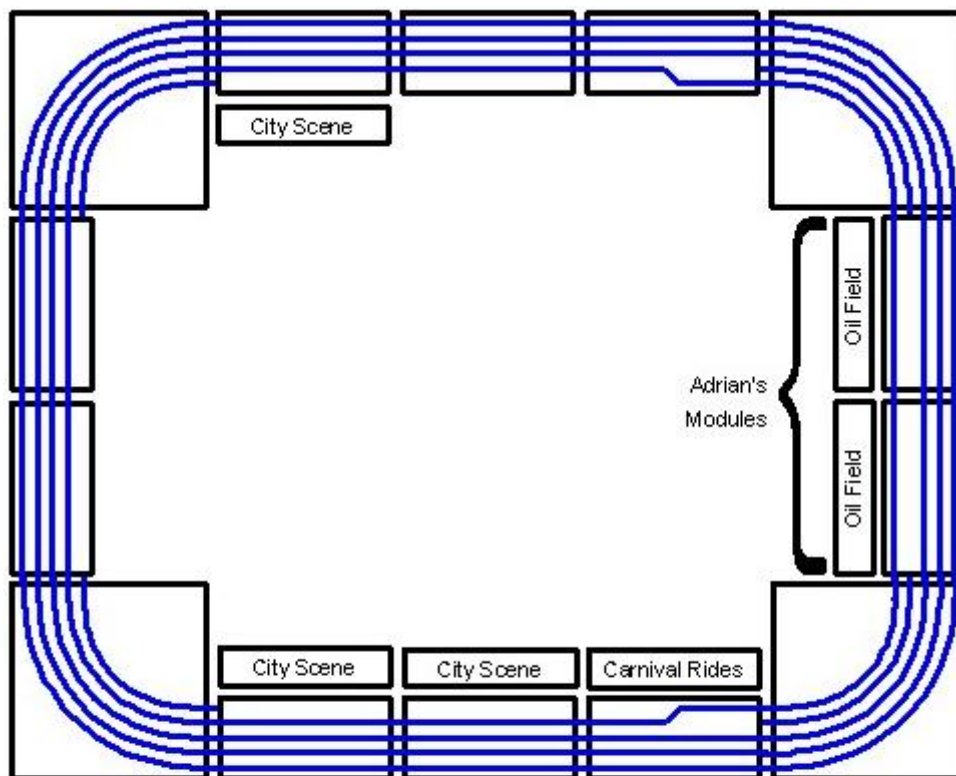 City Scene
Oil Field
Adrian's
Modules
Oil Field
City Scene
City Scene
Carnival Rides